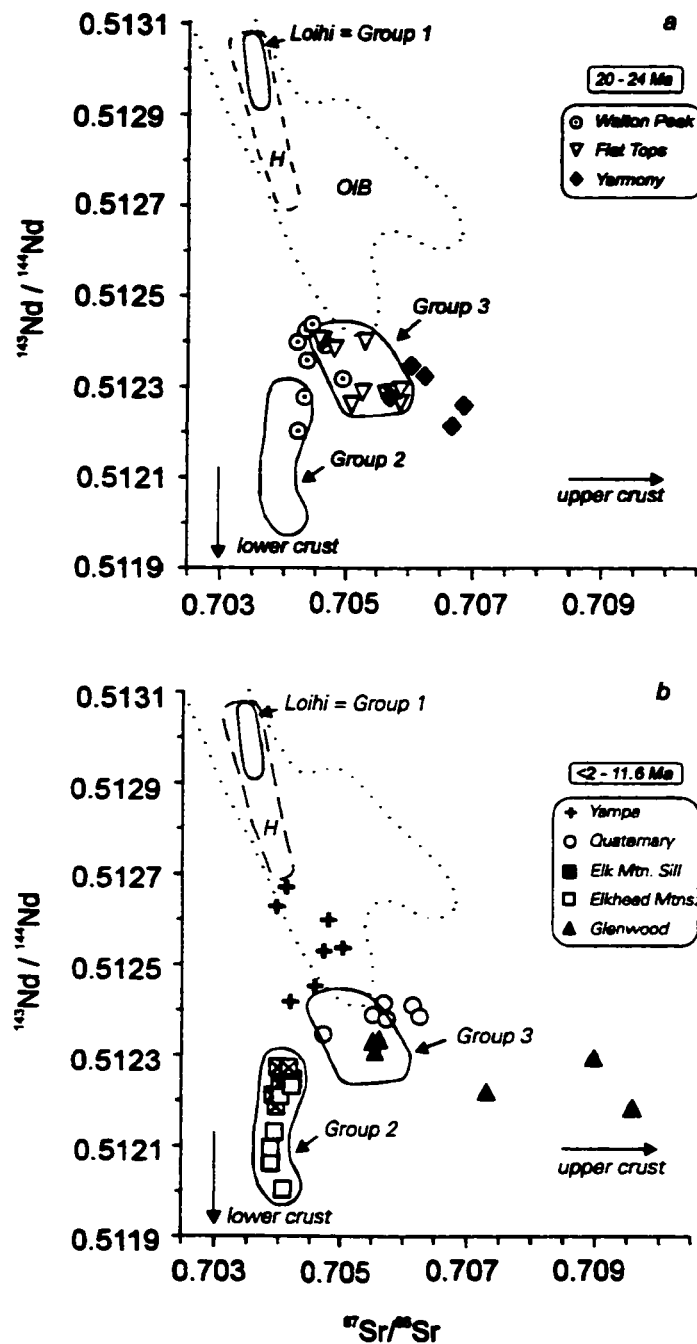 0.5131
0.5129
0.5127
0.5125
0.5123
0.5121
0.5119
143Nd / 144Nd
Loihi = Group 1
a
20 - 24 Ma
Walton Peak
Flat Tops
Yarmony
H
OIB
Group 3
Group 2
lower crust
upper crust
0.703
0.705
0.707
0.709
0.5131
0.5129
0.5127
0.5125
0.5123
0.5121
0.5119
143Nd / 144Nd
Loihi = Group 1
b
<2 - 11.6 Ma
Yampa
Quaternary
Elk Mtn. Sill
Elkhead Mtns.
Glenwood
H
Group 3
Group 2
lower crust
upper crust
0.703
0.705
0.707
0.709
87Sr/86Sr